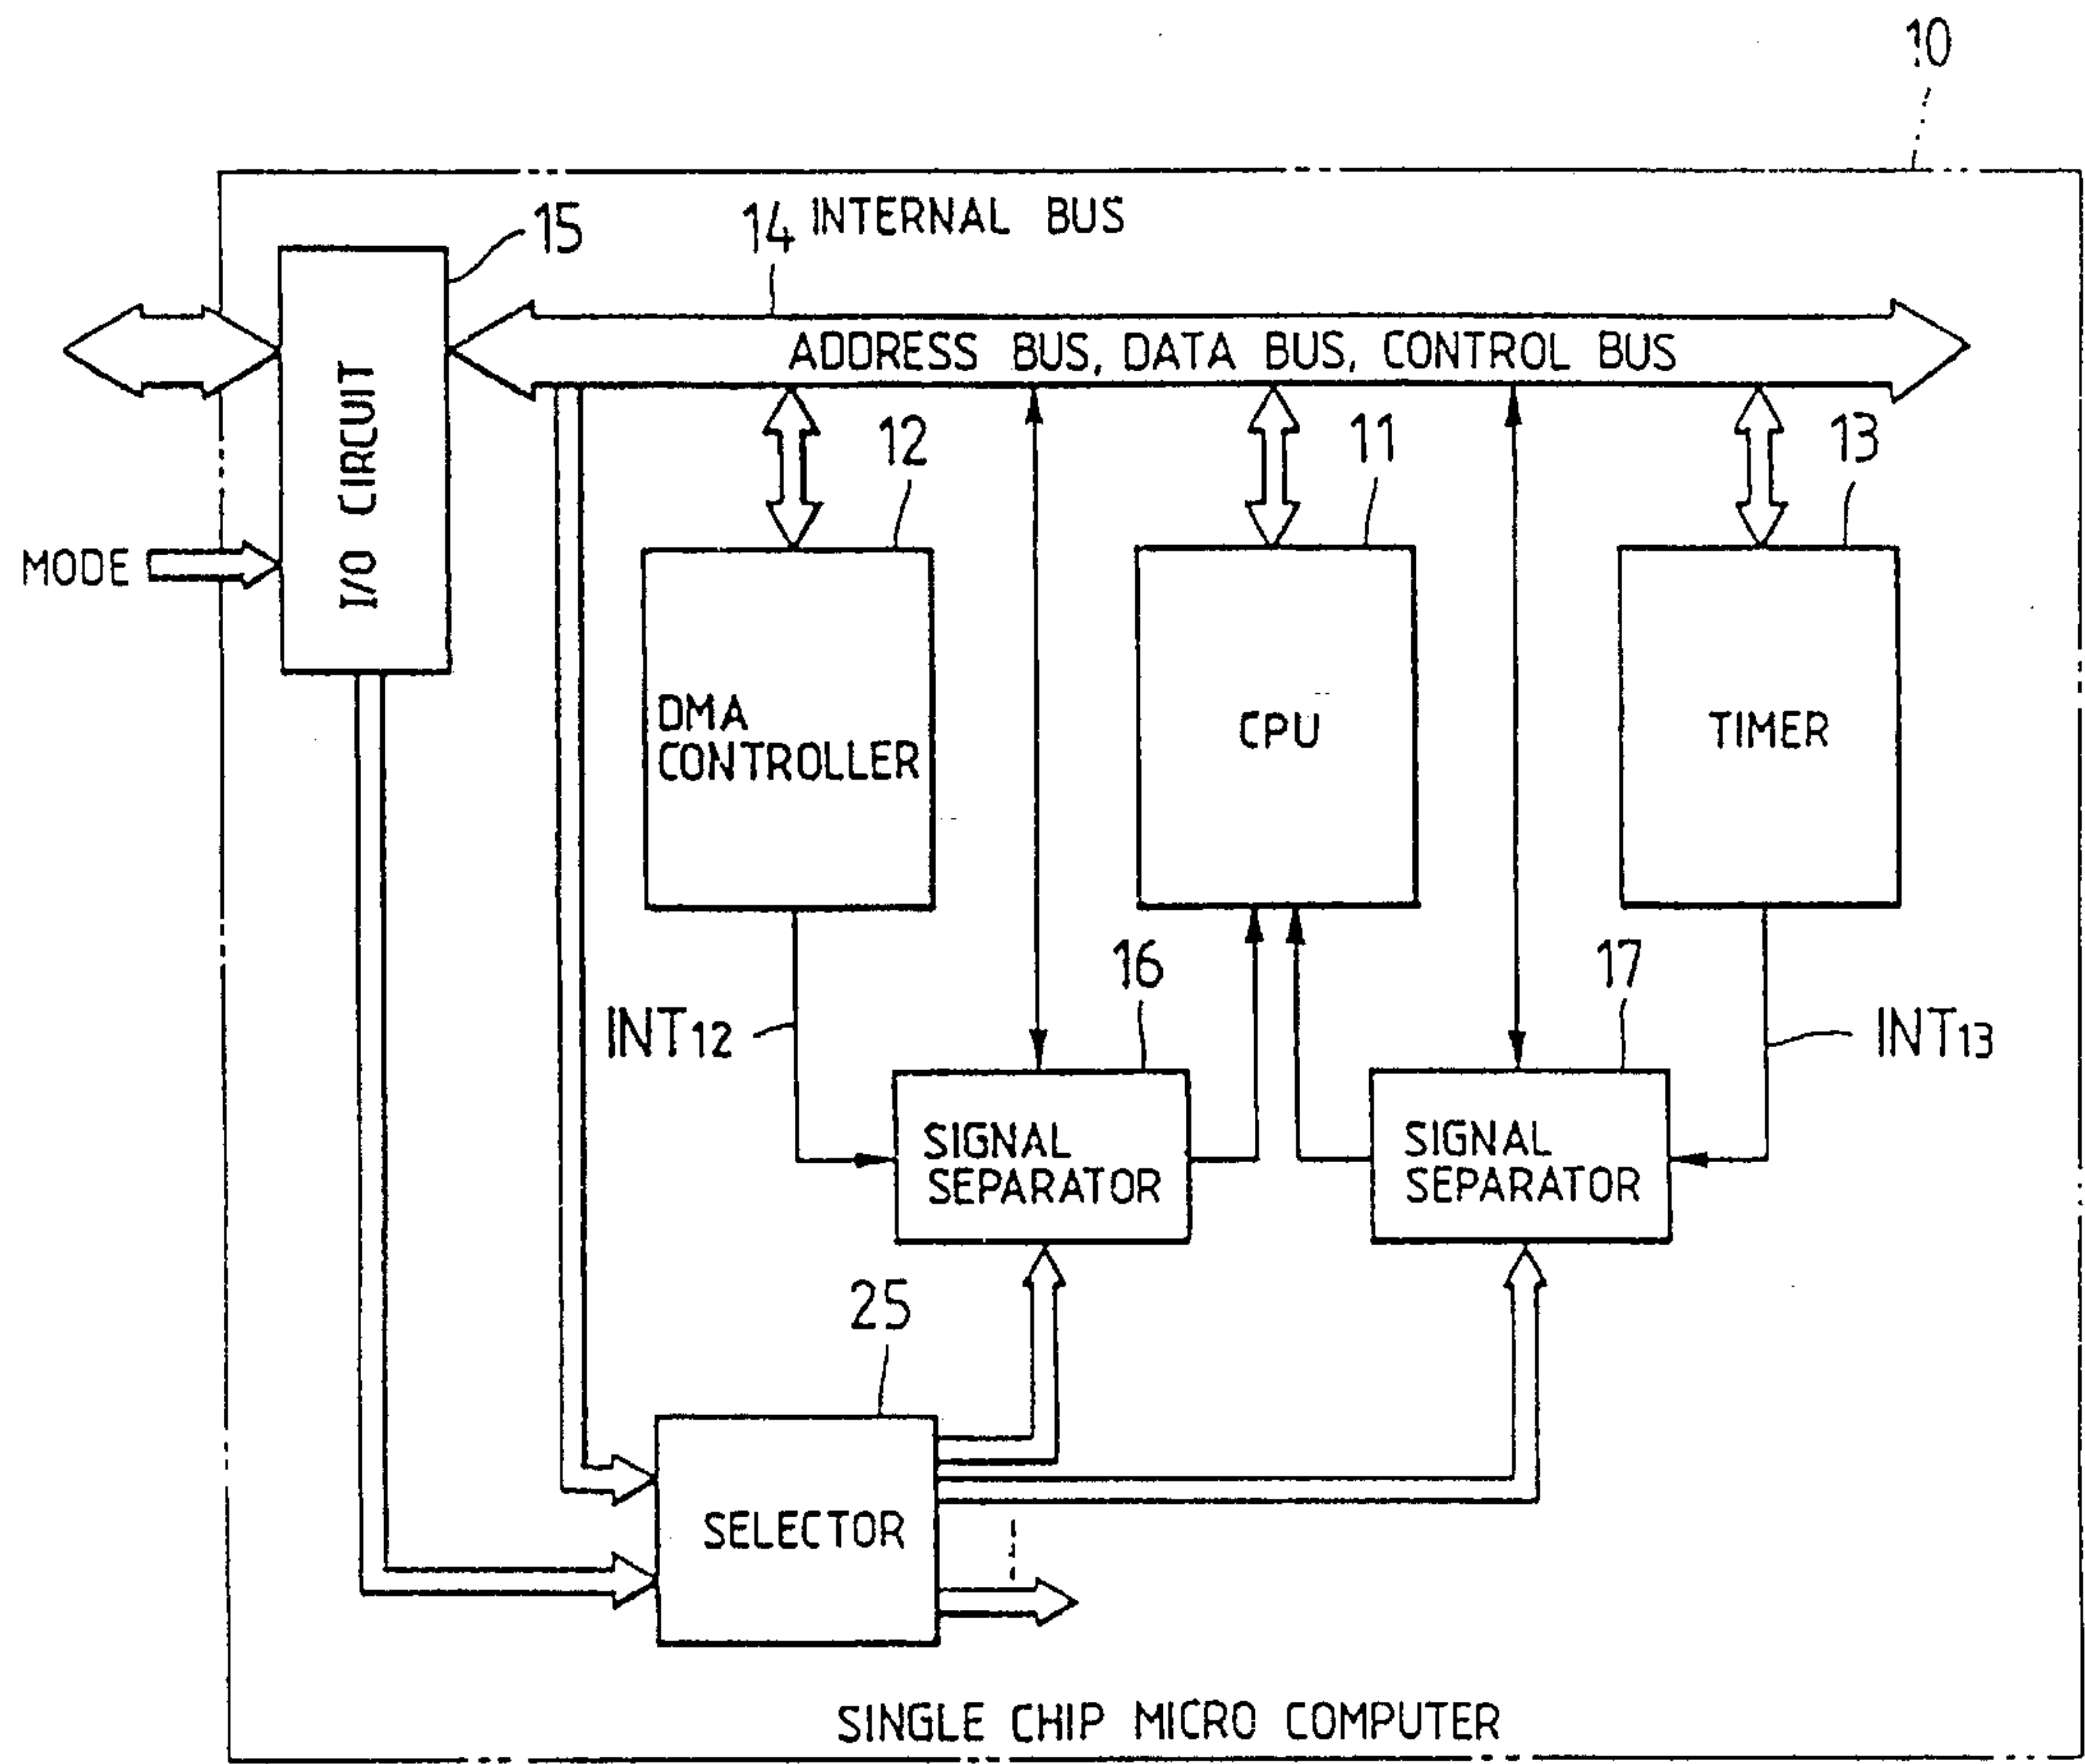 10
15
14 INTERNAL BUS
ADDRESS BUS, DATA BUS, CONTROL BUS
I/O CIRCUIT
MODE
12
11
13
DMA
CONTROLLER
CPU
TIMER
16
17
INT12
INT13
SIGNAL
SEPARATOR
SIGNAL
SEPARATOR
25
SELECTOR
SINGLE CHIP MICRO COMPUTER